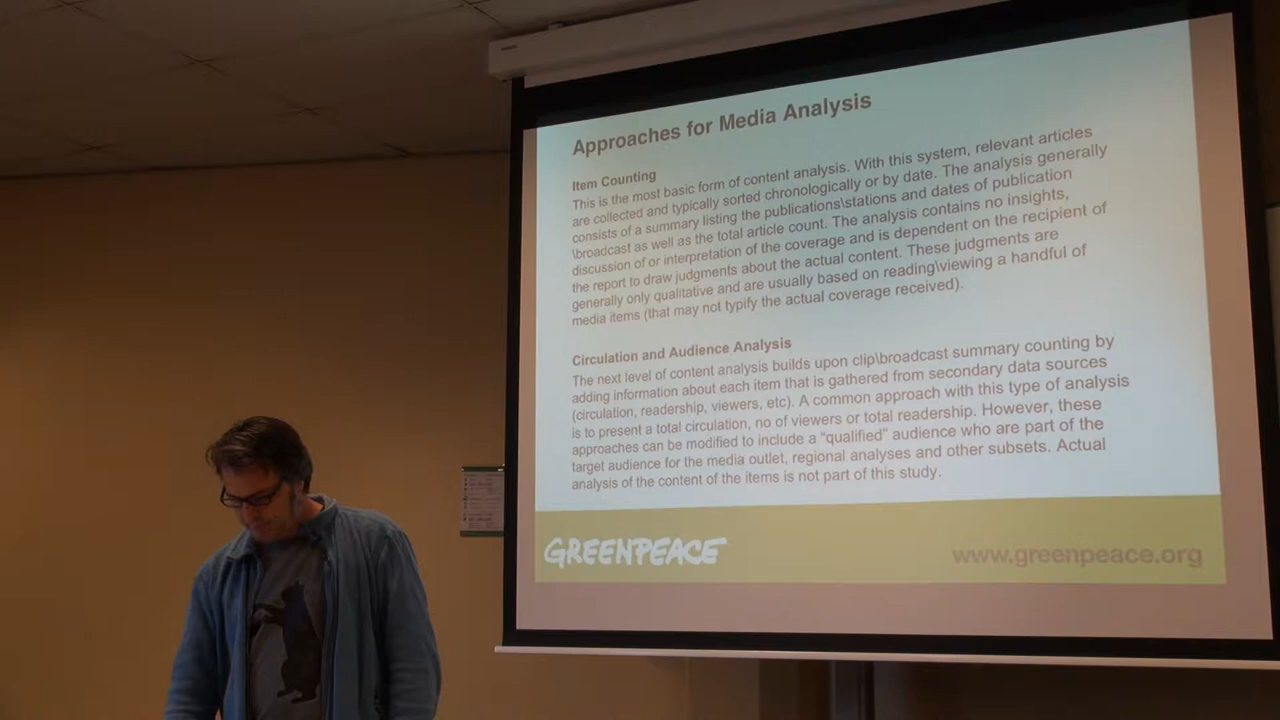 Approaches for Media Analysis
Item Counting
This is the most basic form of content analysis. With this system, relevant articles
are collected and typically sorted chronologically or by date. The analysis generally
consists of a summary listing the publications\stations and dates of publication
\broadcast as well as the total article count. The analysis contains no insights,
discussion of or interpretation of the coverage and is dependent on the recipient of
the report to draw judgments about the actual content. These judgments are
generally only qualitative and are usually based on reading\viewing a handful of
media items (that may not typify the actual coverage received).
Circulation and Audience Analysis
The next level of content analysis builds upon clip\broadcast summary counting by
adding information about each item that is gathered from secondary data sources
(circulation, readership, viewers, etc). A common approach with this type of analysis
is to present a total circulation, no of viewers or total readership. However, these
approaches can be modified to include a “qualified” audience who are part of the
target audience for the media outlet, regional analyses and other subsets. Actual
analysis of the content of the items is not part of this study.
GREENPEACE
www.greenpeace.org